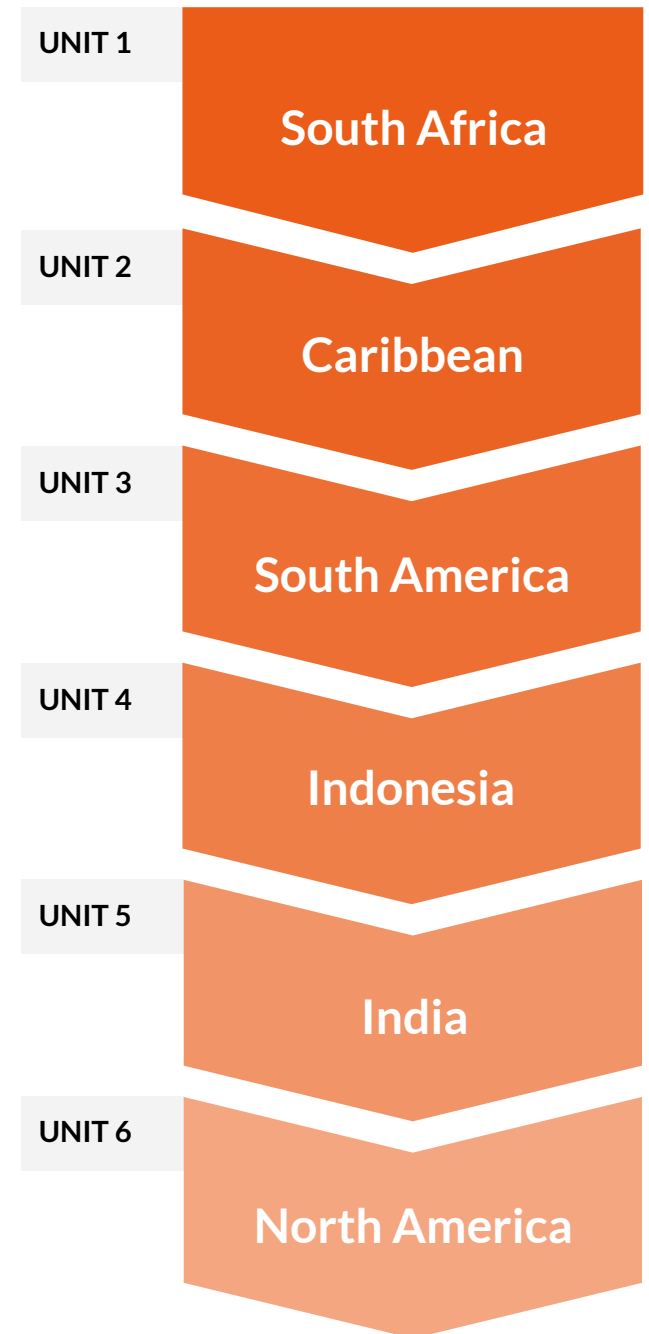 UNIT 1
South Africa
UNIT 2
Caribbean
UNIT 3
South America
UNIT 4
Indonesia
UNIT 5
India
UNIT 6
North America